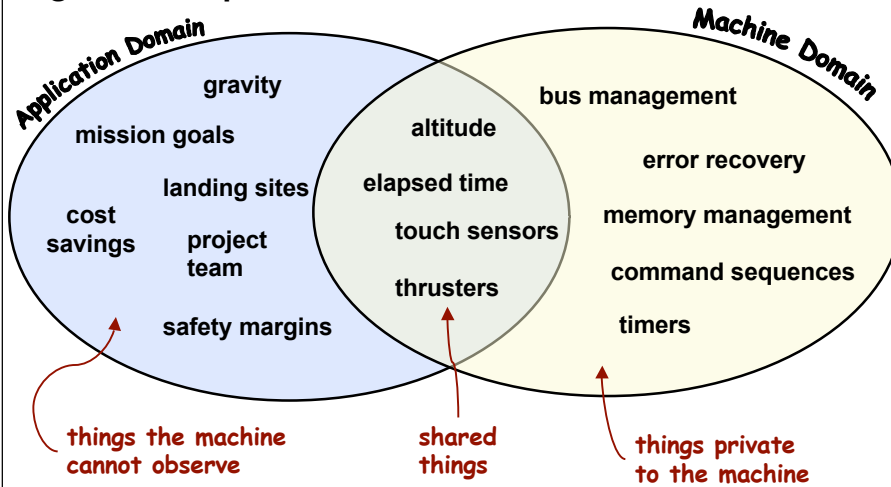 Application Domain
Machine Domain
gravity
mission goals
landing sites
cost
savings
project
team
safety margins
altitude
elapsed time
touch sensors
thrusters
bus management
error recovery
memory management
command sequences
timers
things the machine
cannot observe
shared
things
things private
to the machine